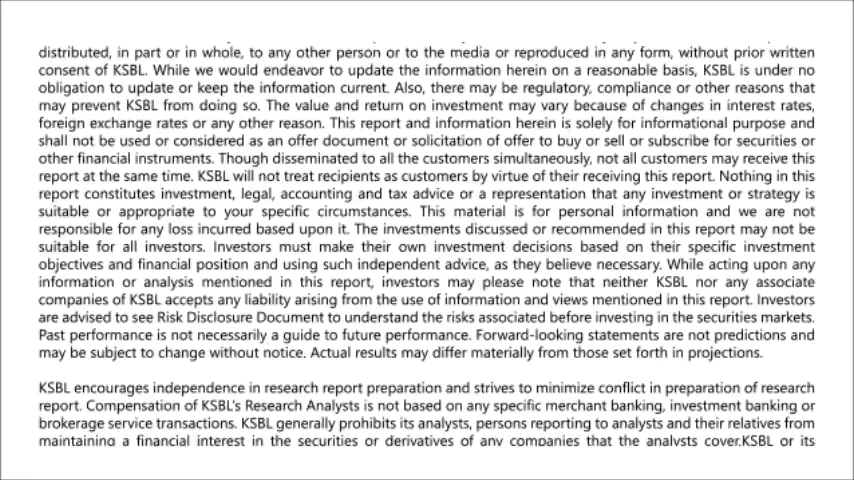 distributed, in part or in whole, to any other person or to the media or reproduced in any form, without prior written
consent of KSBL. While we would endeavor to update the information herein on a reasonable basis, KSBL is under no
obligation to update or keep the information current. Also, there may be regulatory, compliance or other reasons that
may prevent KSBL from doing so. The value and return on investment may vary because of changes in interest rates,
foreign exchange rates or any other reason. This report and information herein is solely for informational purpose and
shall not be used or considered as an offer document or solicitation of offer to buy or sell or subscribe for securities or
other financial instruments. Though disseminated to all the customers simultaneously, not all customers may receive this
report at the same time. KSBL will not treat recipients as customers by virtue of their receiving this report. Nothing in this
report constitutes investment, legal, accounting and tax advice or a representation that any investment or strategy is
suitable or appropriate to your specific circumstances. This material is for personal information and we are not
responsible for any loss incurred based upon it. The investments discussed or recommended in this report may not be
suitable for all investors. Investors must make their own investment decisions based on their specific investment
objectives and financial position and using such independent advice, as they believe necessary. While acting upon any
information or analysis mentioned in this report, investors may please note that neither KSBL nor any associate
companies of KSBL accepts any liability arising from the use of information and views mentioned in this report. Investors
are advised to see Risk Disclosure Document to understand the risks associated before investing in the securities markets.
Past performance is not necessarily a guide to future performance. Forward-looking statements are not predictions and
may be subject to change without notice. Actual results may differ materially from those set forth in projections.
KSBL encourages independence in research report preparation and strives to minimize conflict in preparation of research
report. Compensation of KSBL's Research Analysts is not based on any specific merchant banking, investment banking or
brokerage service transactions. KSBL generally prohibits its analysts, persons reporting to analysts and their relatives from
maintaining a financial interest in the securities or derivatives of any companies that the analysts cover.KSBL or its